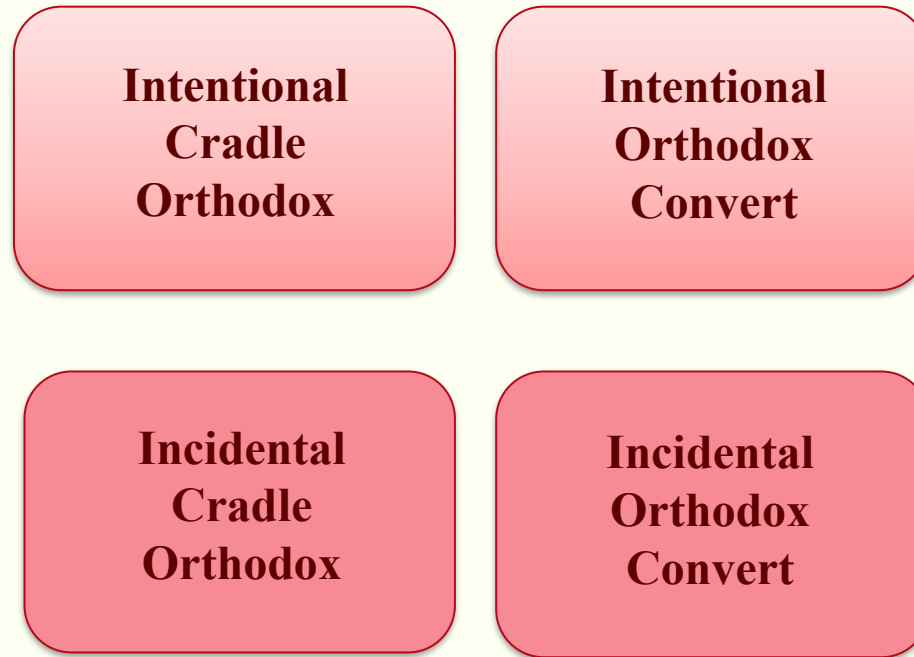 Intentional
Cradle
Orthodox
Intentional
Orthodox
Convert
Incidental
Cradle
Orthodox
Incidental
Orthodox
Convert